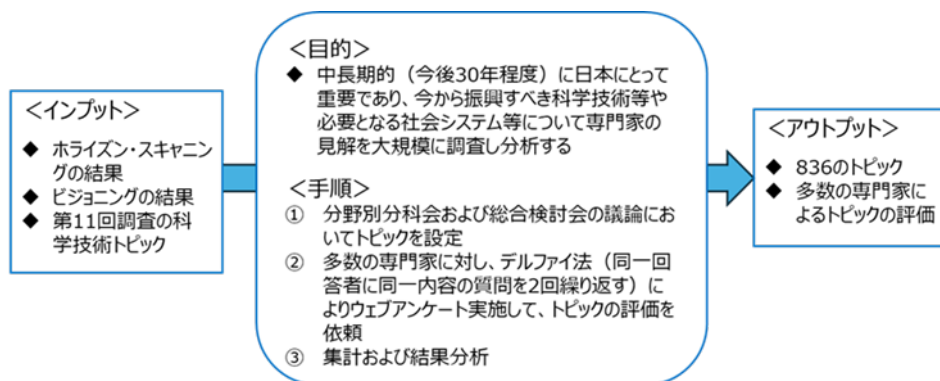 <インプット>
◆ ホライズン・スキャニン
グの結果
◆ ビジョニングの結果
◆ 第11回調査の科
学技術トピック
<目的>
◆ 中長期的（今後30年程度）に日本にとって
重要であり、今から振興すべき科学技術等や
必要となる社会システム等について専門家の
見解を大規模に調査し分析する
<手順>
① 分野別分科会および総合検討会の議論にお
いてトピックを設定
② 多数の専門家に対し、デルファイ法（同一回
答者に同一内容の質問を2回繰り返す）に
よりウェブアンケート実施して、トピックの評価を
依頼
③ 集計および結果分析
<アウトプット>
◆ 836のトピック
◆ 多数の専門家に
よるトピックの評価